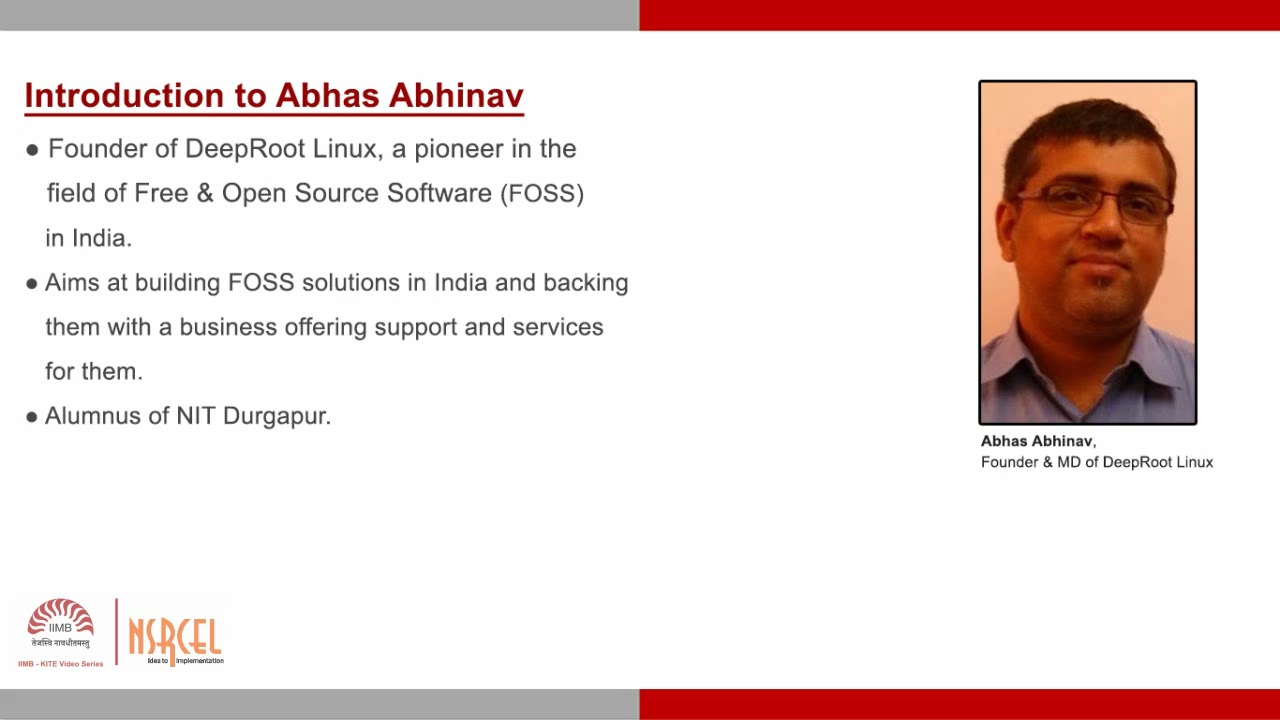 Introduction to Abhas Abhinav
● Founder of DeepRoot Linux, a pioneer in the
field of Free & Open Source Software (FOSS)
in India.
● Aims at building FOSS solutions in India and backing
them with a business offering support and services
for them.
● Alumnus of NIT Durgapur.
Abhas Abhinav,
Founder & MD of DeepRoot Linux
IIMB
तेजस्वि नावधीतमस्तु
IIMB - KITE Video Series
NSRCEL
Idea to Implementation